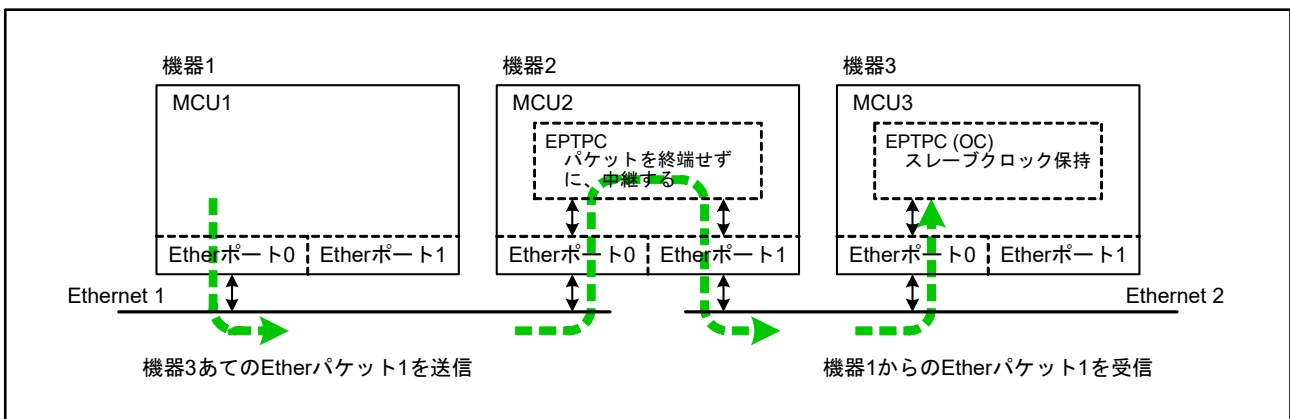 機器1
機器2
機器3
MCU1
MCU2
MCU3
EPTPC
パケットを終端せず
に、中継する
EPTPC (OC)
スレーブクロック保持
Etherポート0
Etherポート1
Etherポート0
Etherポート1
Etherポート0
Etherポート1
Ethernet 1
Ethernet 2
機器3あてのEtherパケット1を送信
機器1からのEtherパケット1を受信